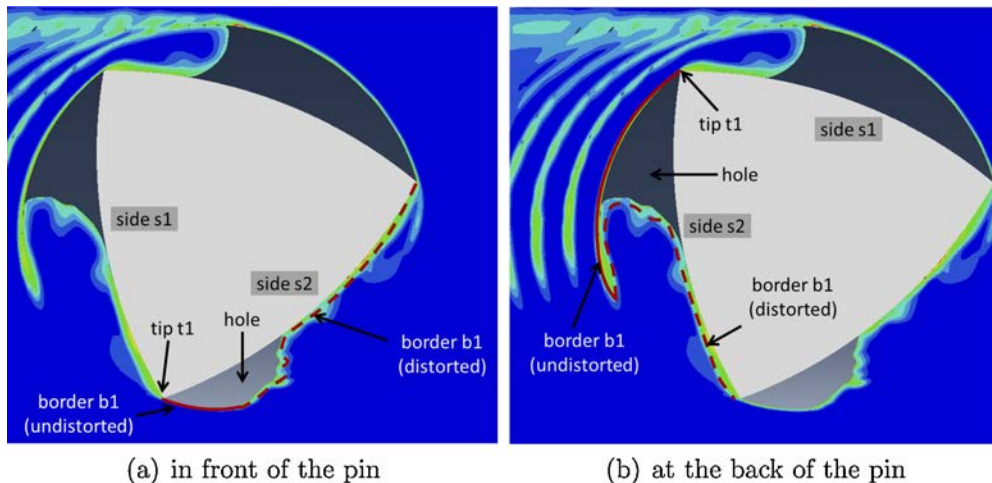 side s1
side s2
tip t1
hole
border b1
(distorted)
border b1
(undistorted)
(a) in front of the pin
tip t1
side s1
hole
side s2
border b1
(distorted)
border b1
(undistorted)
(b) at the back of the pin